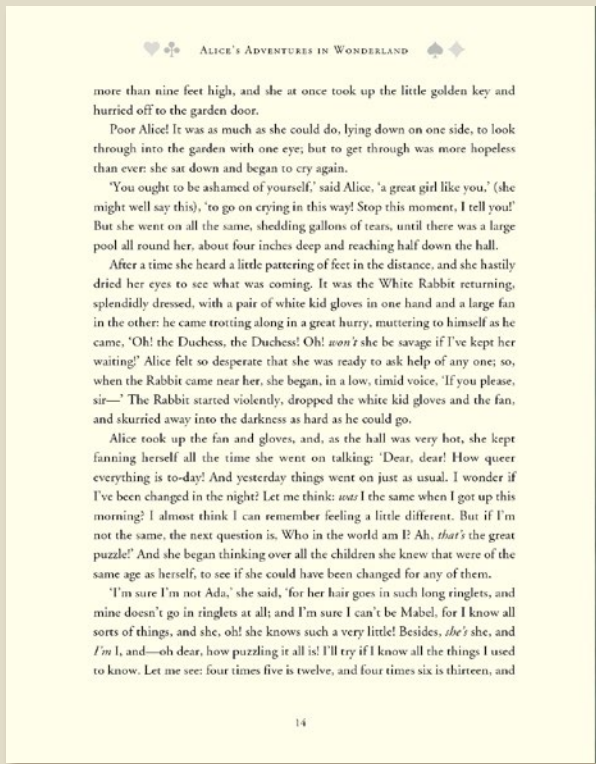 ALICE'S ADVENTURES IN WONDERLAND
more than nine feet high, and she at once took up the little golden key and
hurried off to the garden door.
Poor Alice! It was as much as she could do, lying down on one side, to look
through into the garden with one eye; but to get through was more hopeless
than ever: she sat down and began to cry again.
‘You ought to be ashamed of yourself,’ said Alice, ‘a great girl like you,’ (she
might well say this), ‘to go on crying in this way! Stop this moment, I tell you!’
But she went on all the same, shedding gallons of tears, until there was a large
pool all round her, about four inches deep and reaching half down the hall.
After a time she heard a little pattering of feet in the distance, and she hastily
dried her eyes to see what was coming. It was the White Rabbit returning,
splendidly dressed, with a pair of white kid gloves in one hand and a large fan
in the other: he came trotting along in a great hurry, muttering to himself as he
came, ‘Oh! the Duchess, the Duchess! Oh! won’t she be savage if I’ve kept her
waiting!’ Alice felt so desperate that she was ready to ask help of any one; so,
when the Rabbit came near her, she began, in a low, timid voice, ‘If you please,
sir—’ The Rabbit started violently, dropped the white kid gloves and the fan,
and skurried away into the darkness as hard as he could go.
Alice took up the fan and gloves, and, as the hall was very hot, she kept
fanning herself all the time she went on talking: ‘Dear, dear! How queer
everything is to-day! And yesterday things went on just as usual. I wonder if
I’ve been changed in the night? Let me think: was I the same when I got up this
morning? I almost think I can remember feeling a little different. But if I’m
not the same, the next question is, Who in the world am I? Ah, that’s the great
puzzle!’ And she began thinking over all the children she knew that were of the
same age as herself, to see if she could have been changed for any of them.
‘I’m sure I’m not Ada,’ she said, ‘for her hair goes in such long ringlets, and
mine doesn’t go in ringlets at all; and I’m sure I can’t be Mabel, for I know all
sorts of things, and she, oh! she knows such a very little! Besides, she’s she, and
I’m I, and—oh dear, how puzzling it all is! I’ll try if I know all the things I used
to know. Let me see: four times five is twelve, and four times six is thirteen, and
14